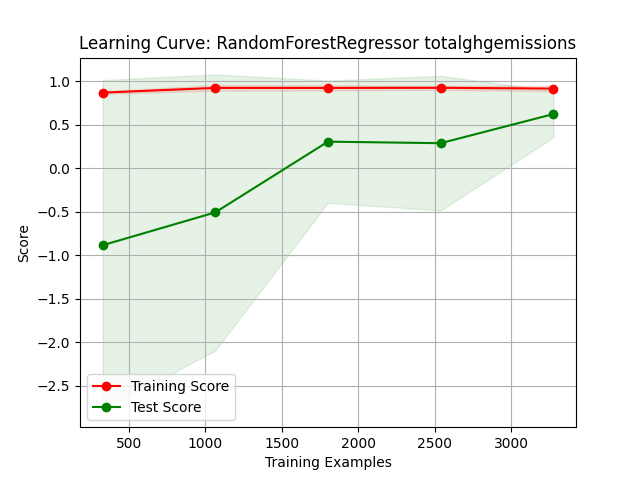 Learning Curve: RandomForestRegressor totalghgemissions
Score
1.0
0.5
0.0
−0.5
−1.0
−1.5
−2.0
−2.5
Training Score
Test Score
500 1000 1500 2000 2500 3000
Training Examples